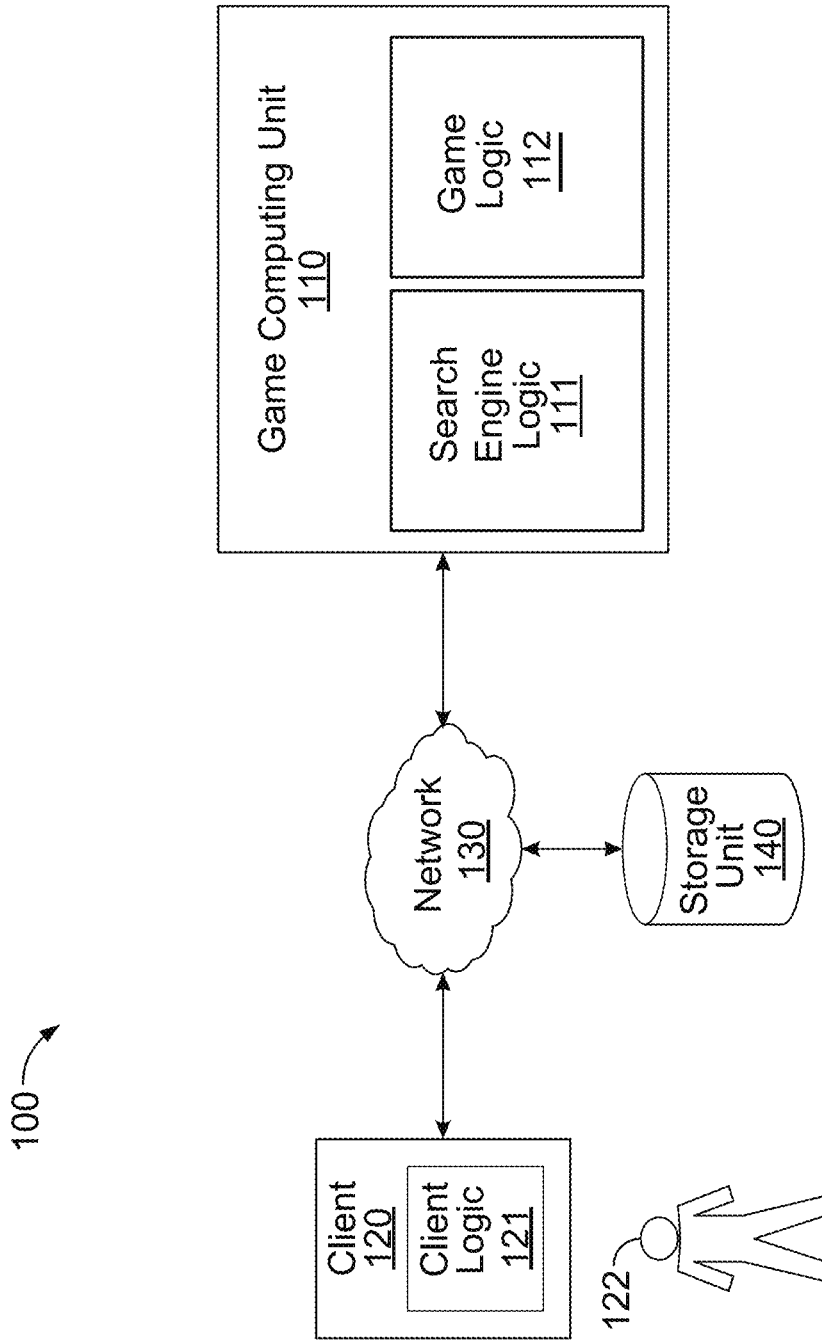 100
Client
120
Client
Logic
121
122
Network
130
Storage
Unit
140
Game Computing Unit
110
Search
Engine
Logic
111
Game
Logic
112